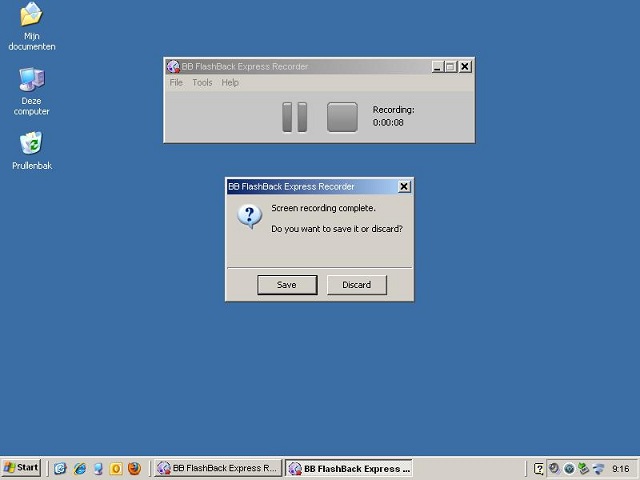 Mijn
documenten
Deze
computer
Prullenbak
BB FlashBack Express Recorder
File Tools Help
Recording:
0:00:08
BB FlashBack Express Recorder
Screen recording complete.
Do you want to save it or discard?
Save Discard
Start BB FlashBack Express R... BB FlashBack Express ... 9:16